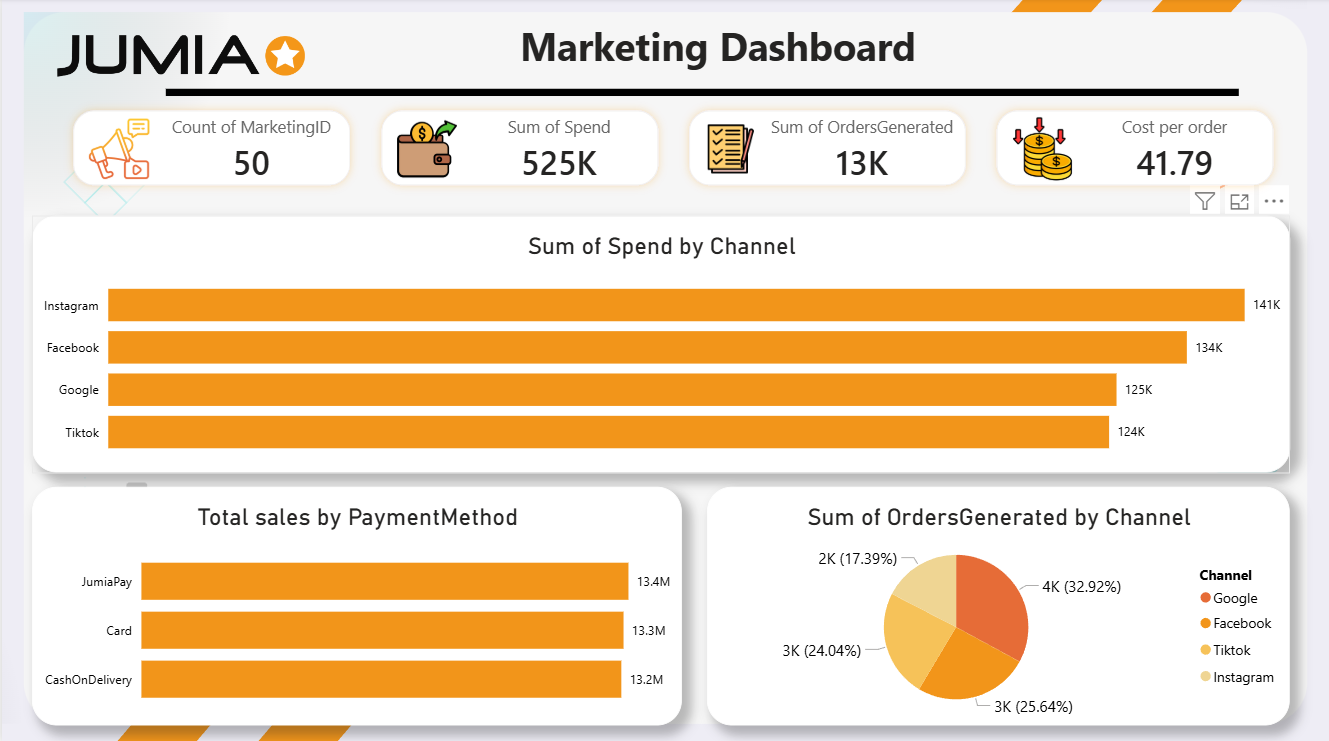 JUMIA
Marketing Dashboard
Count of MarketingID
50
Sum of Spend
525K
Sum of OrdersGenerated
13K
Cost per order
41.79
Sum of Spend by Channel
Instagram 141K
Facebook 134K
Google 125K
Tiktok 124K
Total sales by PaymentMethod
JumiaPay 13.4M
Card 13.3M
CashOnDelivery 13.2M
Sum of OrdersGenerated by Channel
2K (17.39%)
4K (32.92%)
3K (24.04%)
3K (25.64%)
Channel
Google
Facebook
Tiktok
Instagram